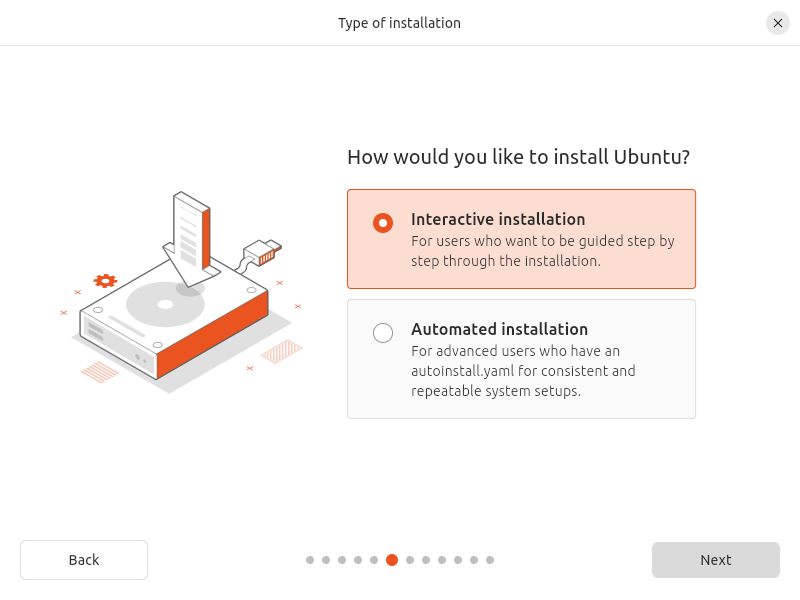 Type of installation
How would you like to install Ubuntu?
Interactive installation
For users who want to be guided step by
step through the installation.
Automated installation
For advanced users who have an
autoinstall.yaml for consistent and
repeatable system setups.
Back
Next